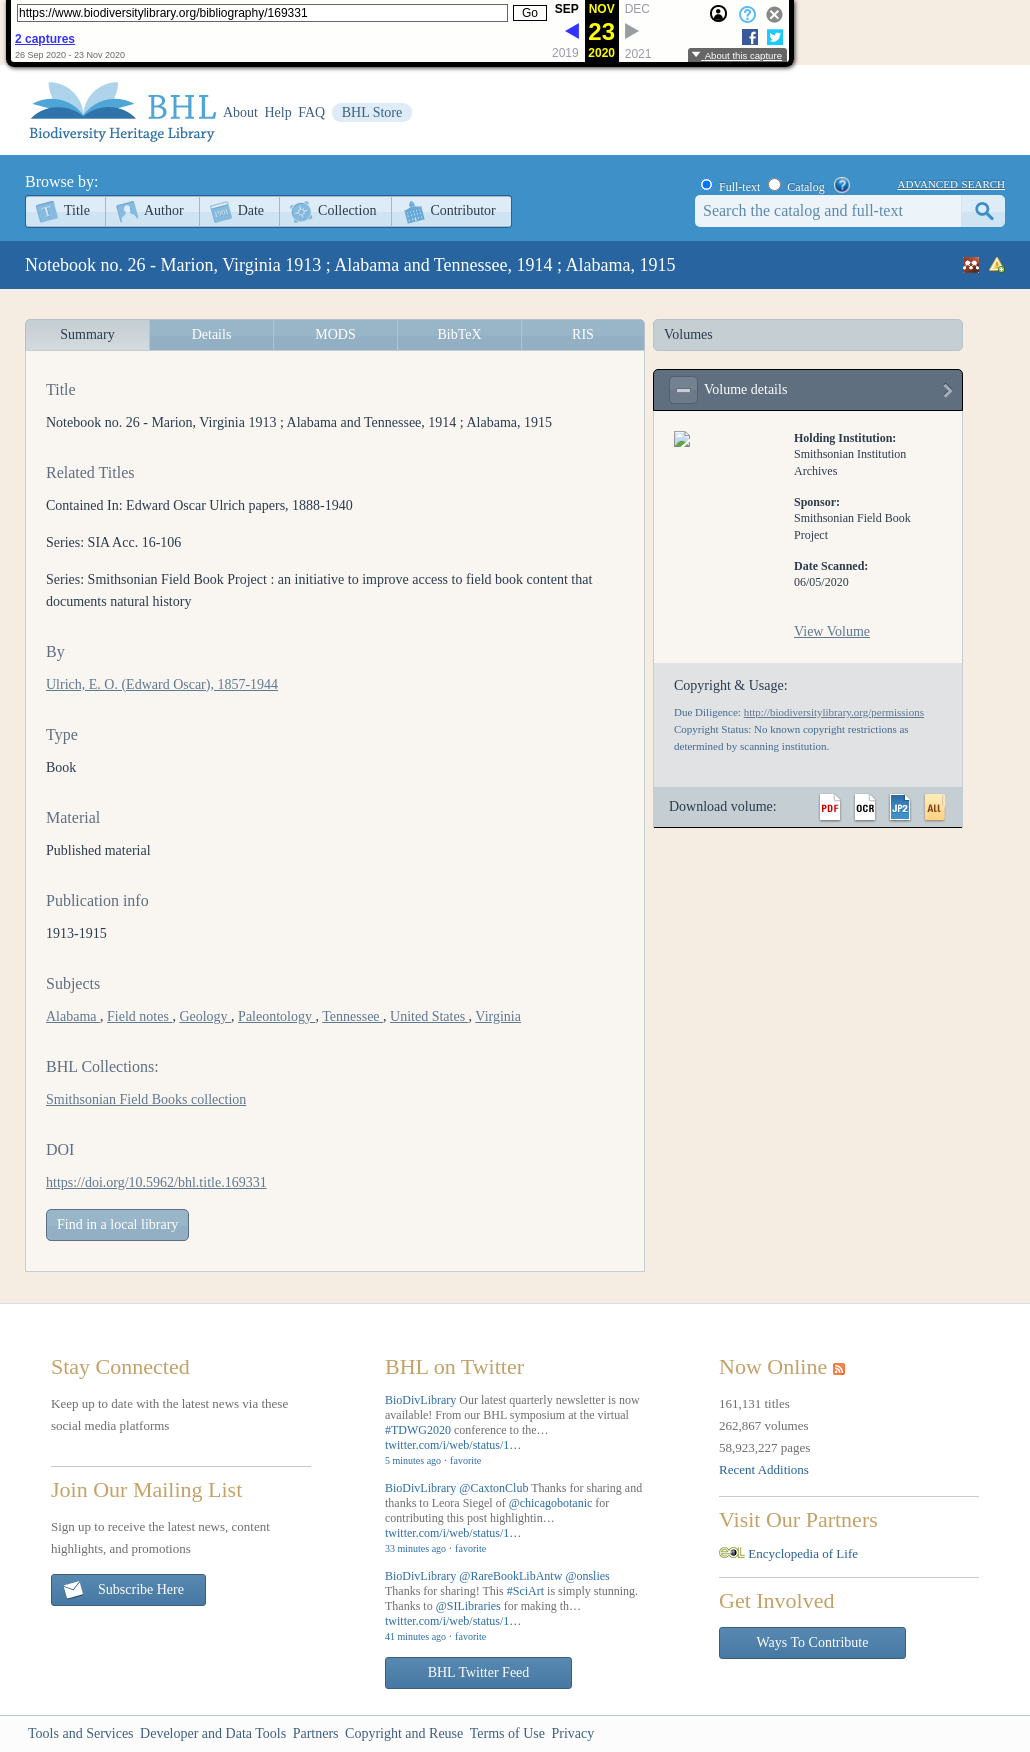 https://www.biodiversitylibrary.org/bibliography/169331
Go
SEP NOV DEC
23
2019 2020 2021
2 captures
26 Sep 2020 - 23 Nov 2020
About this capture
BHL
Biodiversity Heritage Library
About Help FAQ BHL Store
Browse by:
Title Author Date Collection Contributor
Full-text Catalog ? ADVANCED SEARCH
Search the catalog and full-text
Notebook no. 26 - Marion, Virginia 1913 ; Alabama and Tennessee, 1914 ; Alabama, 1915
Summary Details MODS BibTeX RIS
Title
Notebook no. 26 - Marion, Virginia 1913 ; Alabama and Tennessee, 1914 ; Alabama, 1915
Related Titles
Contained In: Edward Oscar Ulrich papers, 1888-1940
Series: SIA Acc. 16-106
Series: Smithsonian Field Book Project : an initiative to improve access to field book content that
documents natural history
By
Ulrich, E. O. (Edward Oscar), 1857-1944
Type
Book
Material
Published material
Publication info
1913-1915
Subjects
Alabama , Field notes , Geology , Paleontology , Tennessee , United States , Virginia
BHL Collections:
Smithsonian Field Books collection
DOI
https://doi.org/10.5962/bhl.title.169331
Find in a local library
Volumes
Volume details
Holding Institution:
Smithsonian Institution
Archives
Sponsor:
Smithsonian Field Book
Project
Date Scanned:
06/05/2020
View Volume
Copyright & Usage:
Due Diligence: http://biodiversitylibrary.org/permissions
Copyright Status: No known copyright restrictions as
determined by scanning institution.
Download volume: PDF OCR JP2 ALL
Stay Connected
Keep up to date with the latest news via these
social media platforms
Join Our Mailing List
Sign up to receive the latest news, content
highlights, and promotions
Subscribe Here
BHL on Twitter
BioDivLibrary Our latest quarterly newsletter is now
available! From our BHL symposium at the virtual
#TDWG2020 conference to the…
twitter.com/i/web/status/1…
5 minutes ago · favorite
BioDivLibrary @CaxtonClub Thanks for sharing and
thanks to Leora Siegel of @chicagobotanic for
contributing this post highlightin…
twitter.com/i/web/status/1…
33 minutes ago · favorite
BioDivLibrary @RareBookLibAntw @onslies
Thanks for sharing! This #SciArt is simply stunning.
Thanks to @SILibraries for making th…
twitter.com/i/web/status/1…
41 minutes ago · favorite
BHL Twitter Feed
Now Online
161,131 titles
262,867 volumes
58,923,227 pages
Recent Additions
Visit Our Partners
EOL Encyclopedia of Life
Get Involved
Ways To Contribute
Tools and Services Developer and Data Tools Partners Copyright and Reuse Terms of Use Privacy